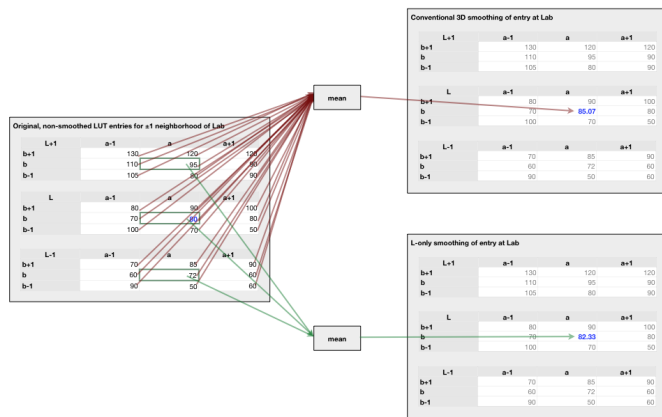 Conventional 3D smoothing of entry at Lab
L+1 a-1 a a+1
b+1 130 120 120
b 110 95 90
b-1 105 80 90
L a-1 a a+1
b+1 80 90 100
b 70 85.07 80
b-1 100 70 50
L-1 a-1 a a+1
b+1 70 85 90
b 60 72 60
b-1 90 50 60
mean
Original, non-smoothed LUT entries for ±1 neighborhood of Lab
L+1 a-1 a a+1
b+1 130 120 120
b 110 95 90
b-1 105 80 90
L a-1 a a+1
b+1 80 90 100
b 70 80 80
b-1 100 70 50
L-1 a-1 a a+1
b+1 70 85 90
b 60 72 60
b-1 90 50 60
mean
L-only smoothing of entry at Lab
L+1 a-1 a a+1
b+1 130 120 120
b 110 95 90
b-1 105 80 90
L a-1 a a+1
b+1 80 90 100
b 70 82.33 80
b-1 100 70 50
L-1 a-1 a a+1
b+1 70 85 90
b 60 72 60
b-1 90 50 60